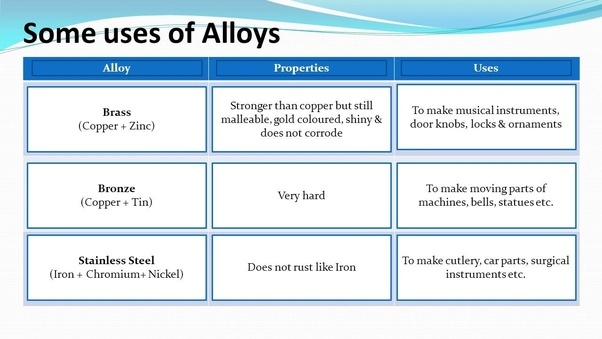 Some uses of Alloys
Alloy
Properties
Uses
Brass
(Copper + Zinc)
Stronger than copper but still
malleable, gold coloured, shiny &
does not corrode
To make musical instruments,
door knobs, locks & ornaments
Bronze
(Copper + Tin)
Very hard
To make moving parts of
machines, bells, statues etc.
Stainless Steel
(Iron + Chromium+ Nickel)
Does not rust like Iron
To make cutlery, car parts, surgical
instruments etc.